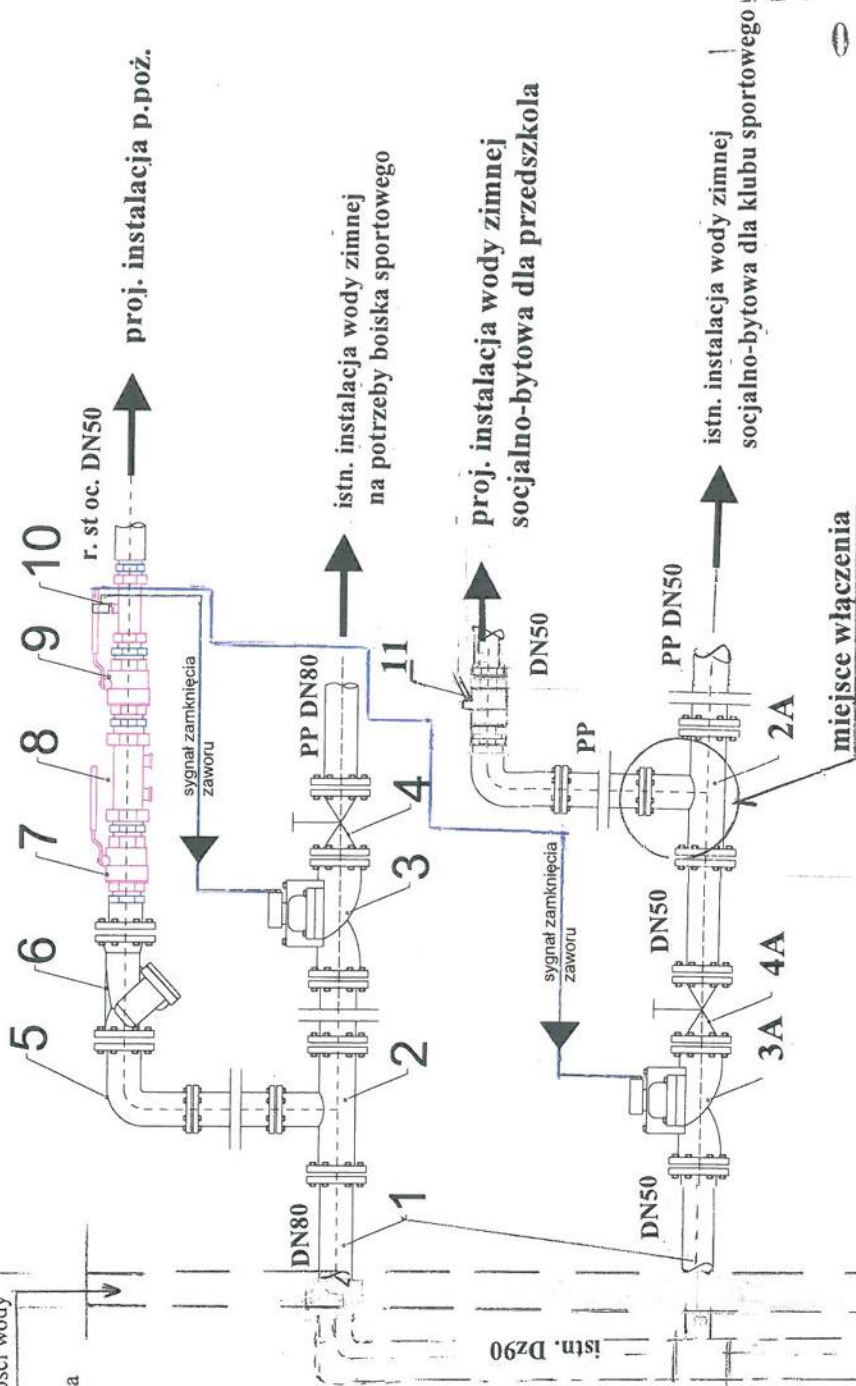 ości wody
a
5
6
7
8
9
10
r. st oc. DN50
proj. instalacja p.poż.
sygnał zamknięcia
zaworu
DN80
1
2
3
4
PP DN80
istn. instalacja wody zimnej
na potrzeby boiska sportowego
11
PP
DN50
proj. instalacja wody zimnej
socjalno-bytowa dla przedszkola
sygnał zamknięcia
zaworu
istn. Dz90
DN50
3A
4A
DN50
2A
PP DN50
istn. instalacja wody zimnej
socjalno-bytowa dla klubu sportowego
miejsce włączenia